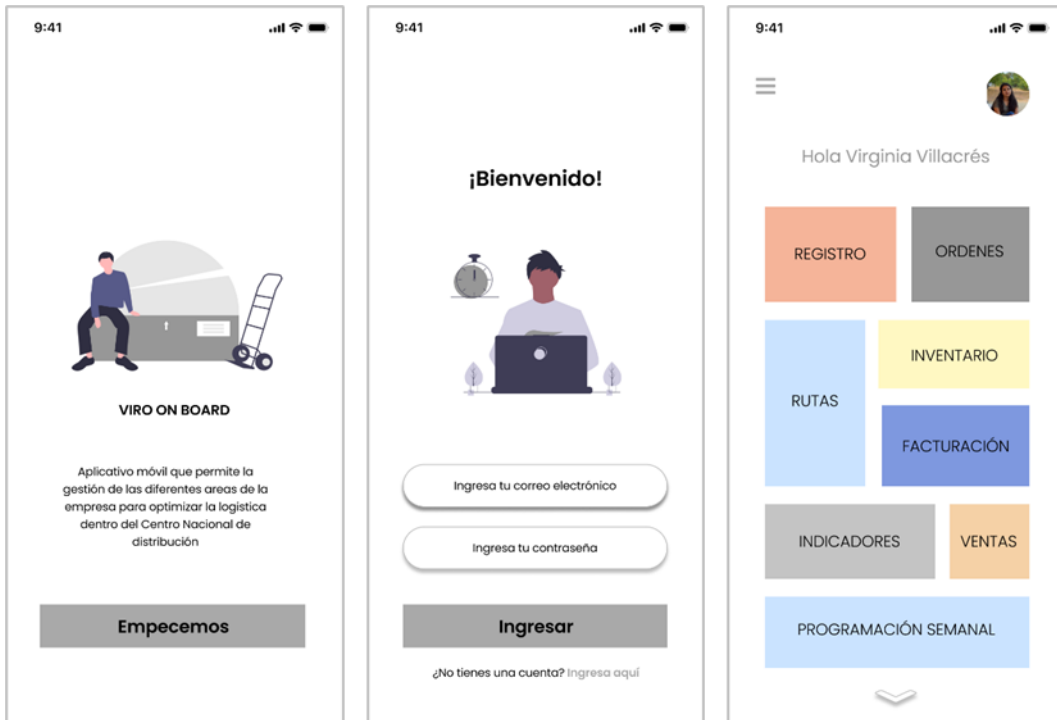 9:41
VIRO ON BOARD
Aplicativo móvil que permite la
gestión de las diferentes areas de la
empresa para optimizar la logística
dentro del Centro Nacional de
distribución
Empecemos
9:41
¡Bienvenido!
Ingresa tu correo electrónico
Ingresa tu contraseña
Ingresar
¿No tienes una cuenta? Ingresa aquí
9:41
Hola Virginia Villacrés
REGISTRO
ORDENES
RUTAS
INVENTARIO
FACTURACIÓN
INDICADORES
VENTAS
PROGRAMACIÓN SEMANAL